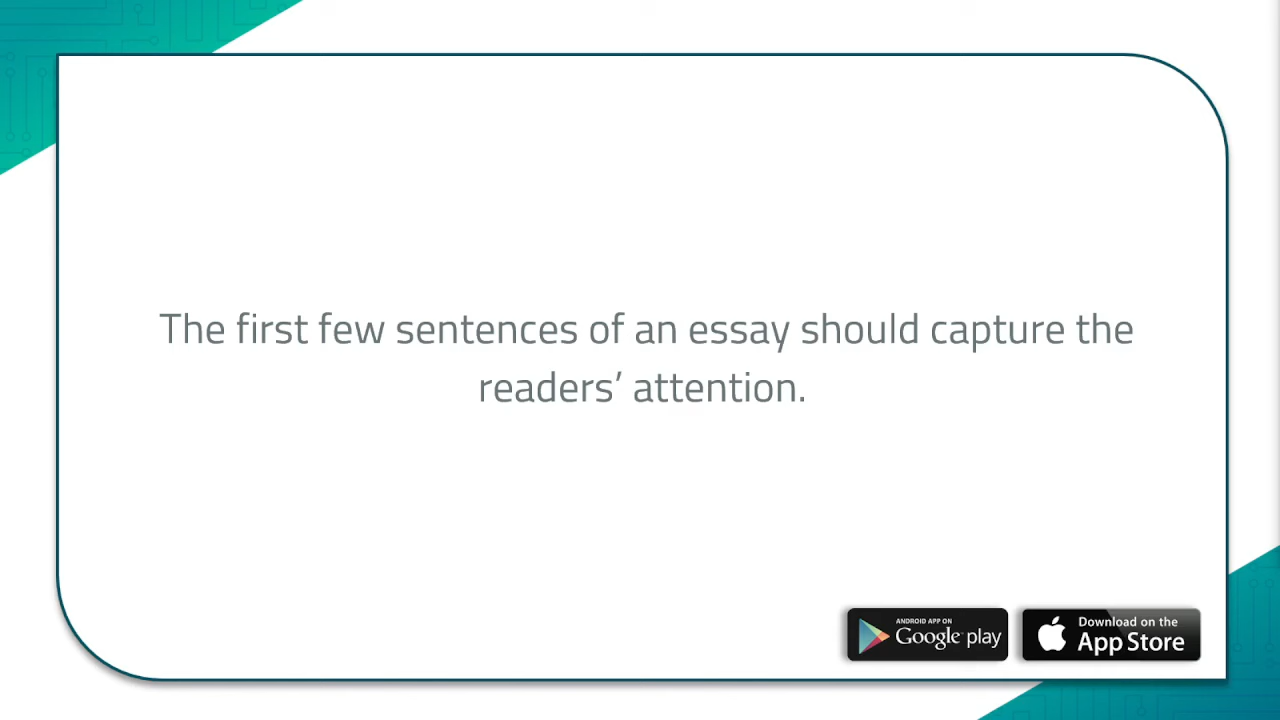 The first few sentences of an essay should capture the
readers’ attention.
ANDROID APP ON
Google play
Download on the
App Store